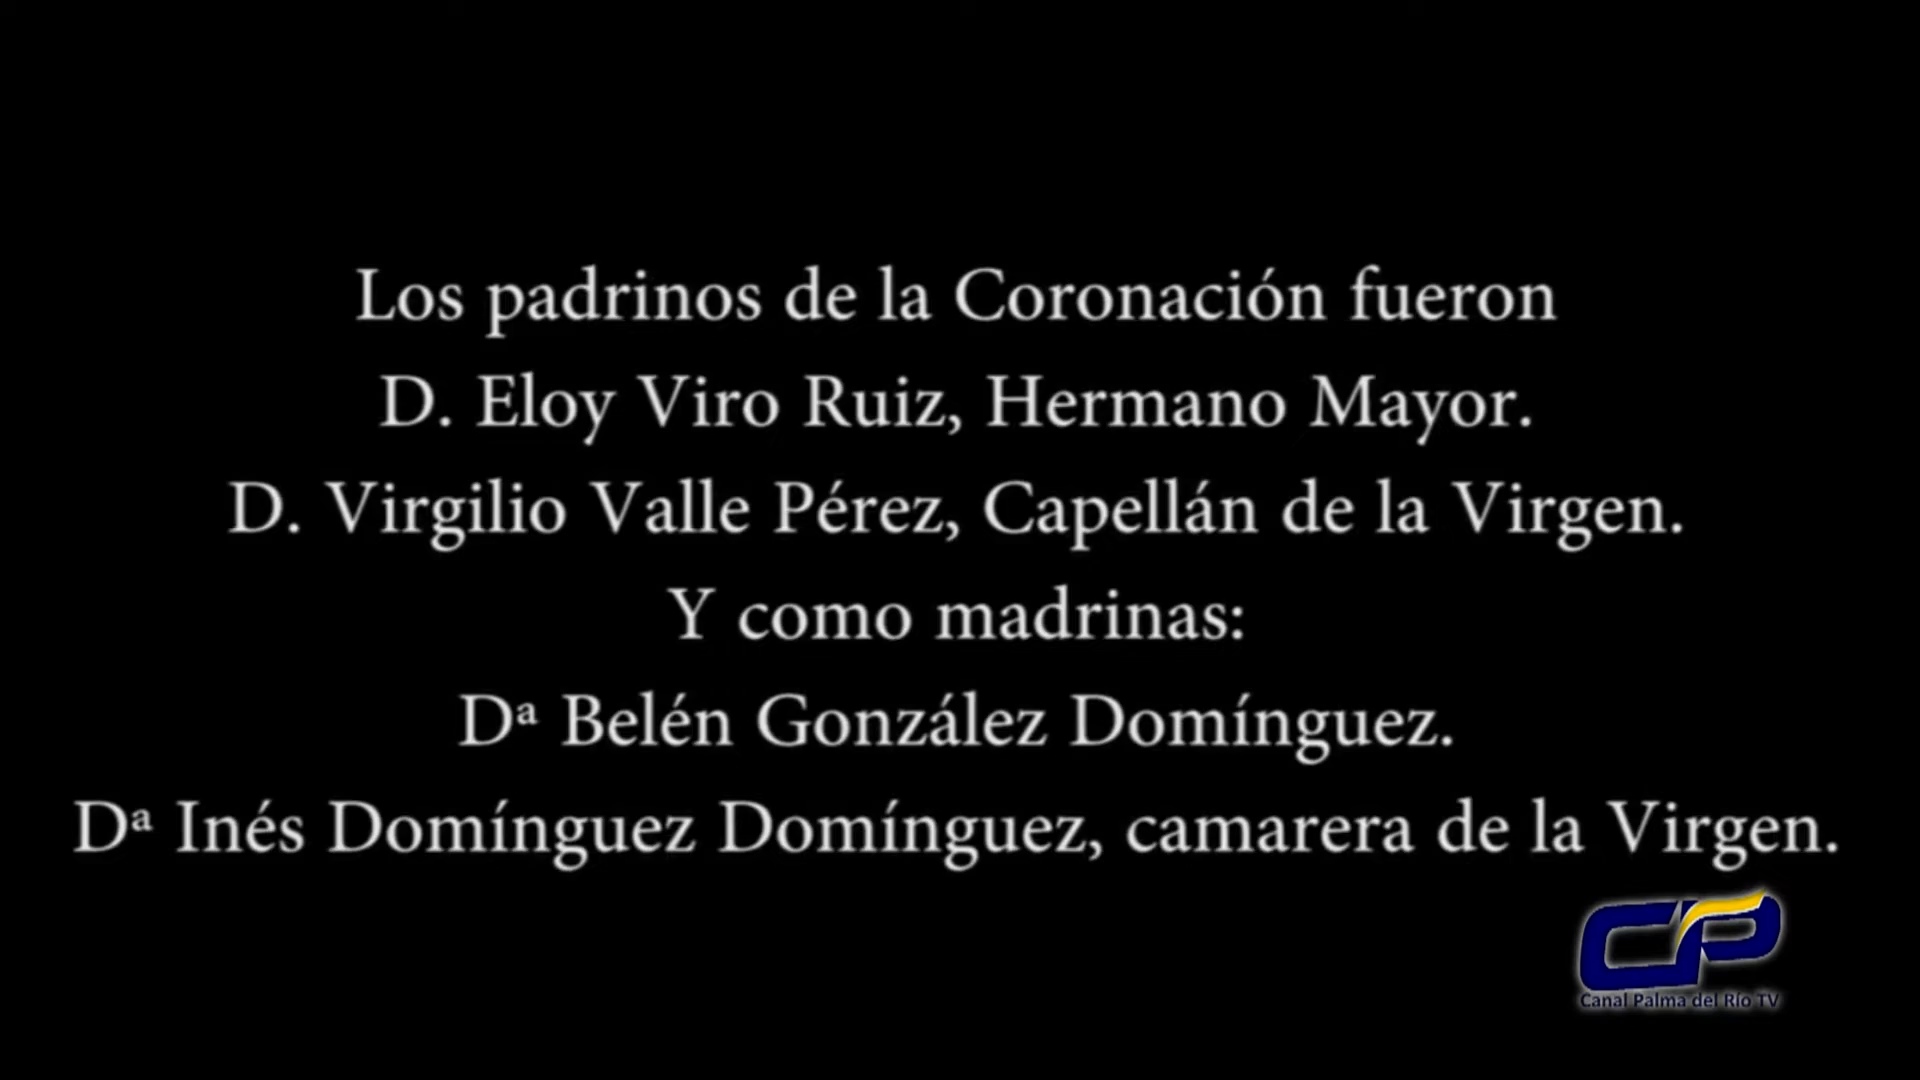 Los padrinos de la Coronación fueron
D. Eloy Viro Ruiz, Hermano Mayor.
D. Virgilio Valle Pérez, Capellán de la Virgen.
Y como madrinas:
Dª Belén González Domínguez.
Dª Inés Domínguez Domínguez, camarera de la Virgen.
CP
Canal Palma del Río TV